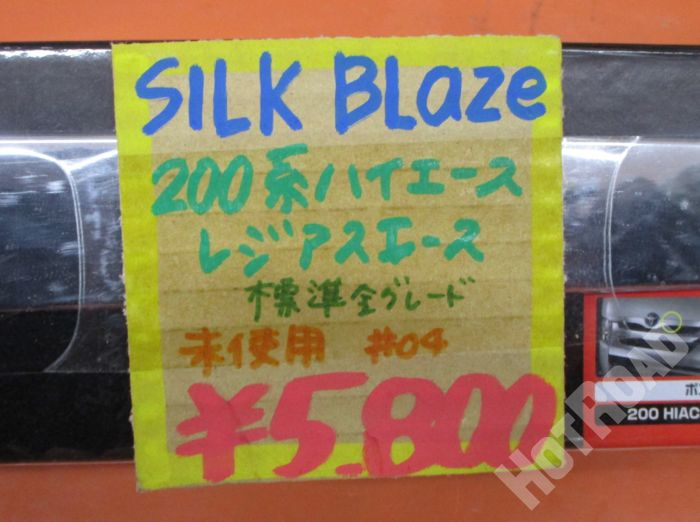 SILK BLaze
200系ハイエース
レジアスエース
標準全グレード
未使用 #04
¥5.800
200 HIAC
HOTROAD